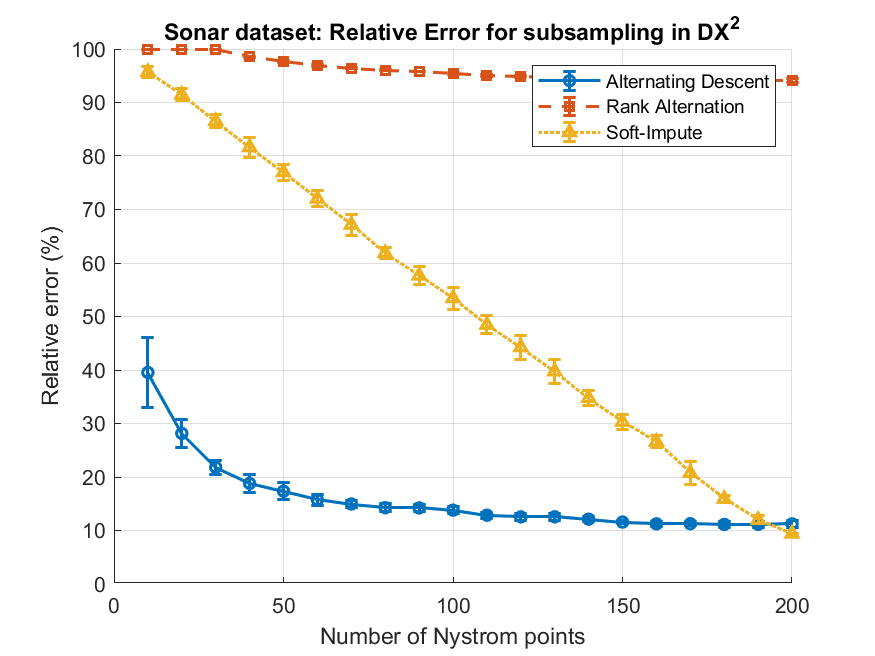 Sonar dataset: Relative Error for subsampling in DX²
100
90
80
70
60
50
40
30
20
10
0
Relative error (%)
Alternating Descent
Rank Alternation
Soft-Impute
0 50 100 150 200
Number of Nystrom points